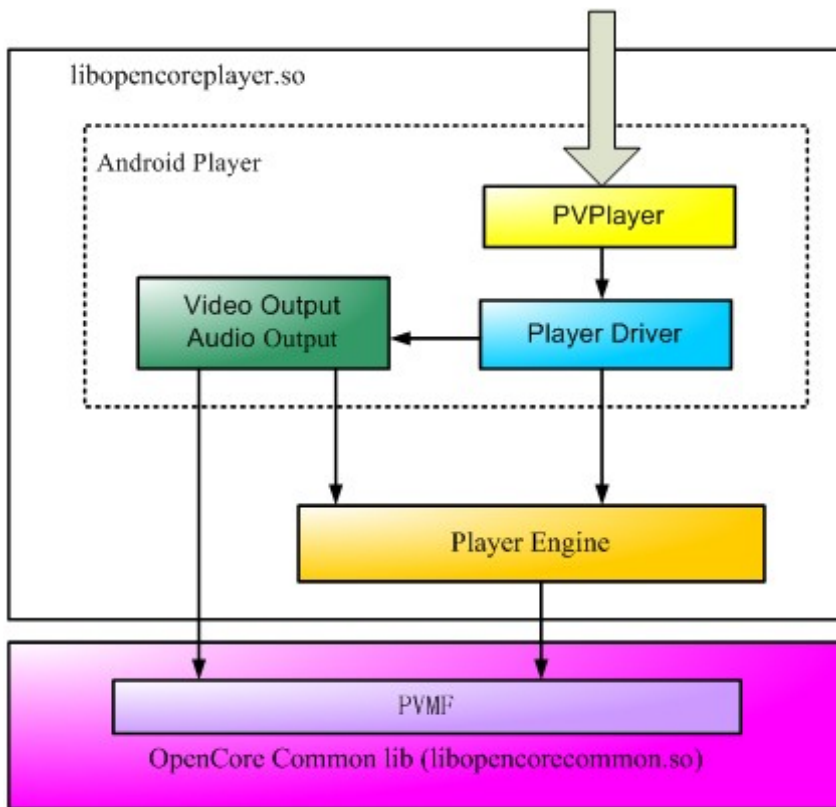 libopencoreplayer.so
Android Player
PVPlayer
Video Output
Audio Output
Player Driver
Player Engine
PVMF
OpenCore Common lib (libopencorecommon.so)